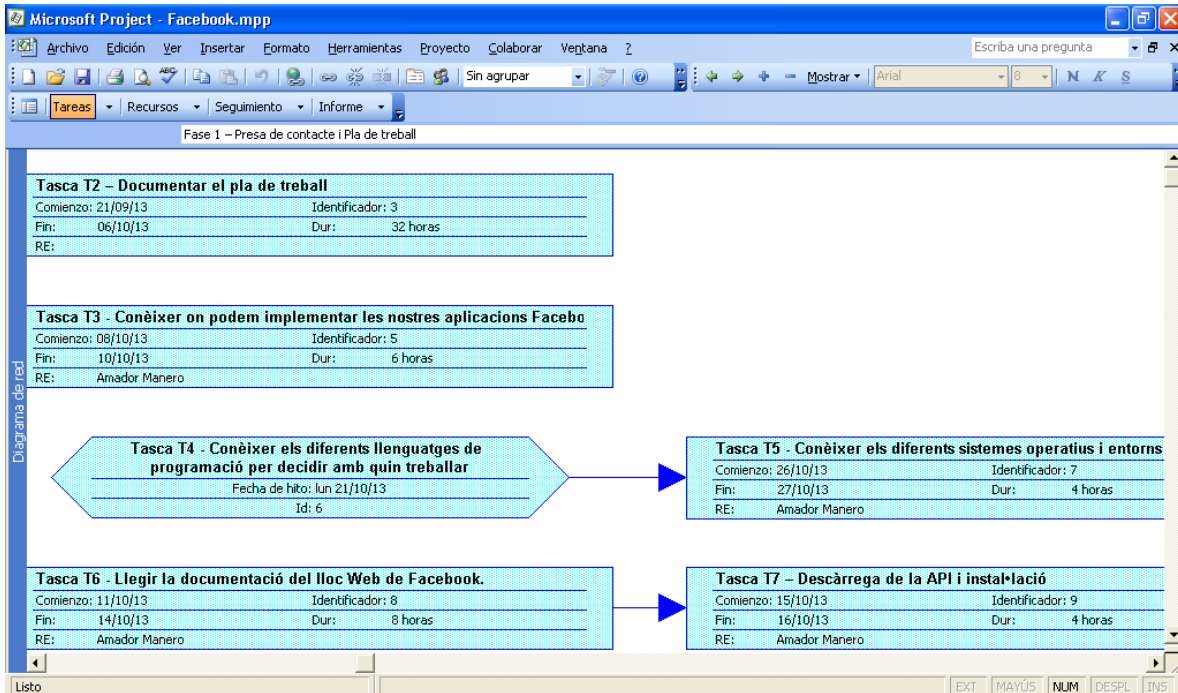 Microsoft Project - Facebook.mpp
Archivo Edición Ver Insertar Formato Herramientas Proyecto Colaborar Ventana ? Escriba una pregunta
Sin agrupar Mostrar Arial 8 N K S
Tareas Recursos Seguimiento Informe
Fase 1 – Presa de contacte i Pla de treball
Diagrama de red
Tasca T2 – Documentar el pla de treball
Comienzo: 21/09/13 Identificador: 3
Fin: 06/10/13 Dur: 32 horas
RE:
Tasca T3 - Conèixer on podem implementar les nostres aplicacions Facebo
Comienzo: 08/10/13 Identificador: 5
Fin: 10/10/13 Dur: 6 horas
RE: Amador Manero
Tasca T4 - Conèixer els diferents llenguatges de
programació per decidir amb quin treballar
Fecha de hito: lun 21/10/13
Id: 6
Tasca T5 - Conèixer els diferents sistemes operatius i entorns
Comienzo: 26/10/13 Identificador: 7
Fin: 27/10/13 Dur: 4 horas
RE: Amador Manero
Tasca T6 - Llegir la documentació del lloc Web de Facebook.
Comienzo: 11/10/13 Identificador: 8
Fin: 14/10/13 Dur: 8 horas
RE: Amador Manero
Tasca T7 – Descàrrega de la API i instal•lació
Comienzo: 15/10/13 Identificador: 9
Fin: 16/10/13 Dur: 4 horas
RE: Amador Manero
Listo EXT MAYÚS NUM DESPL INS